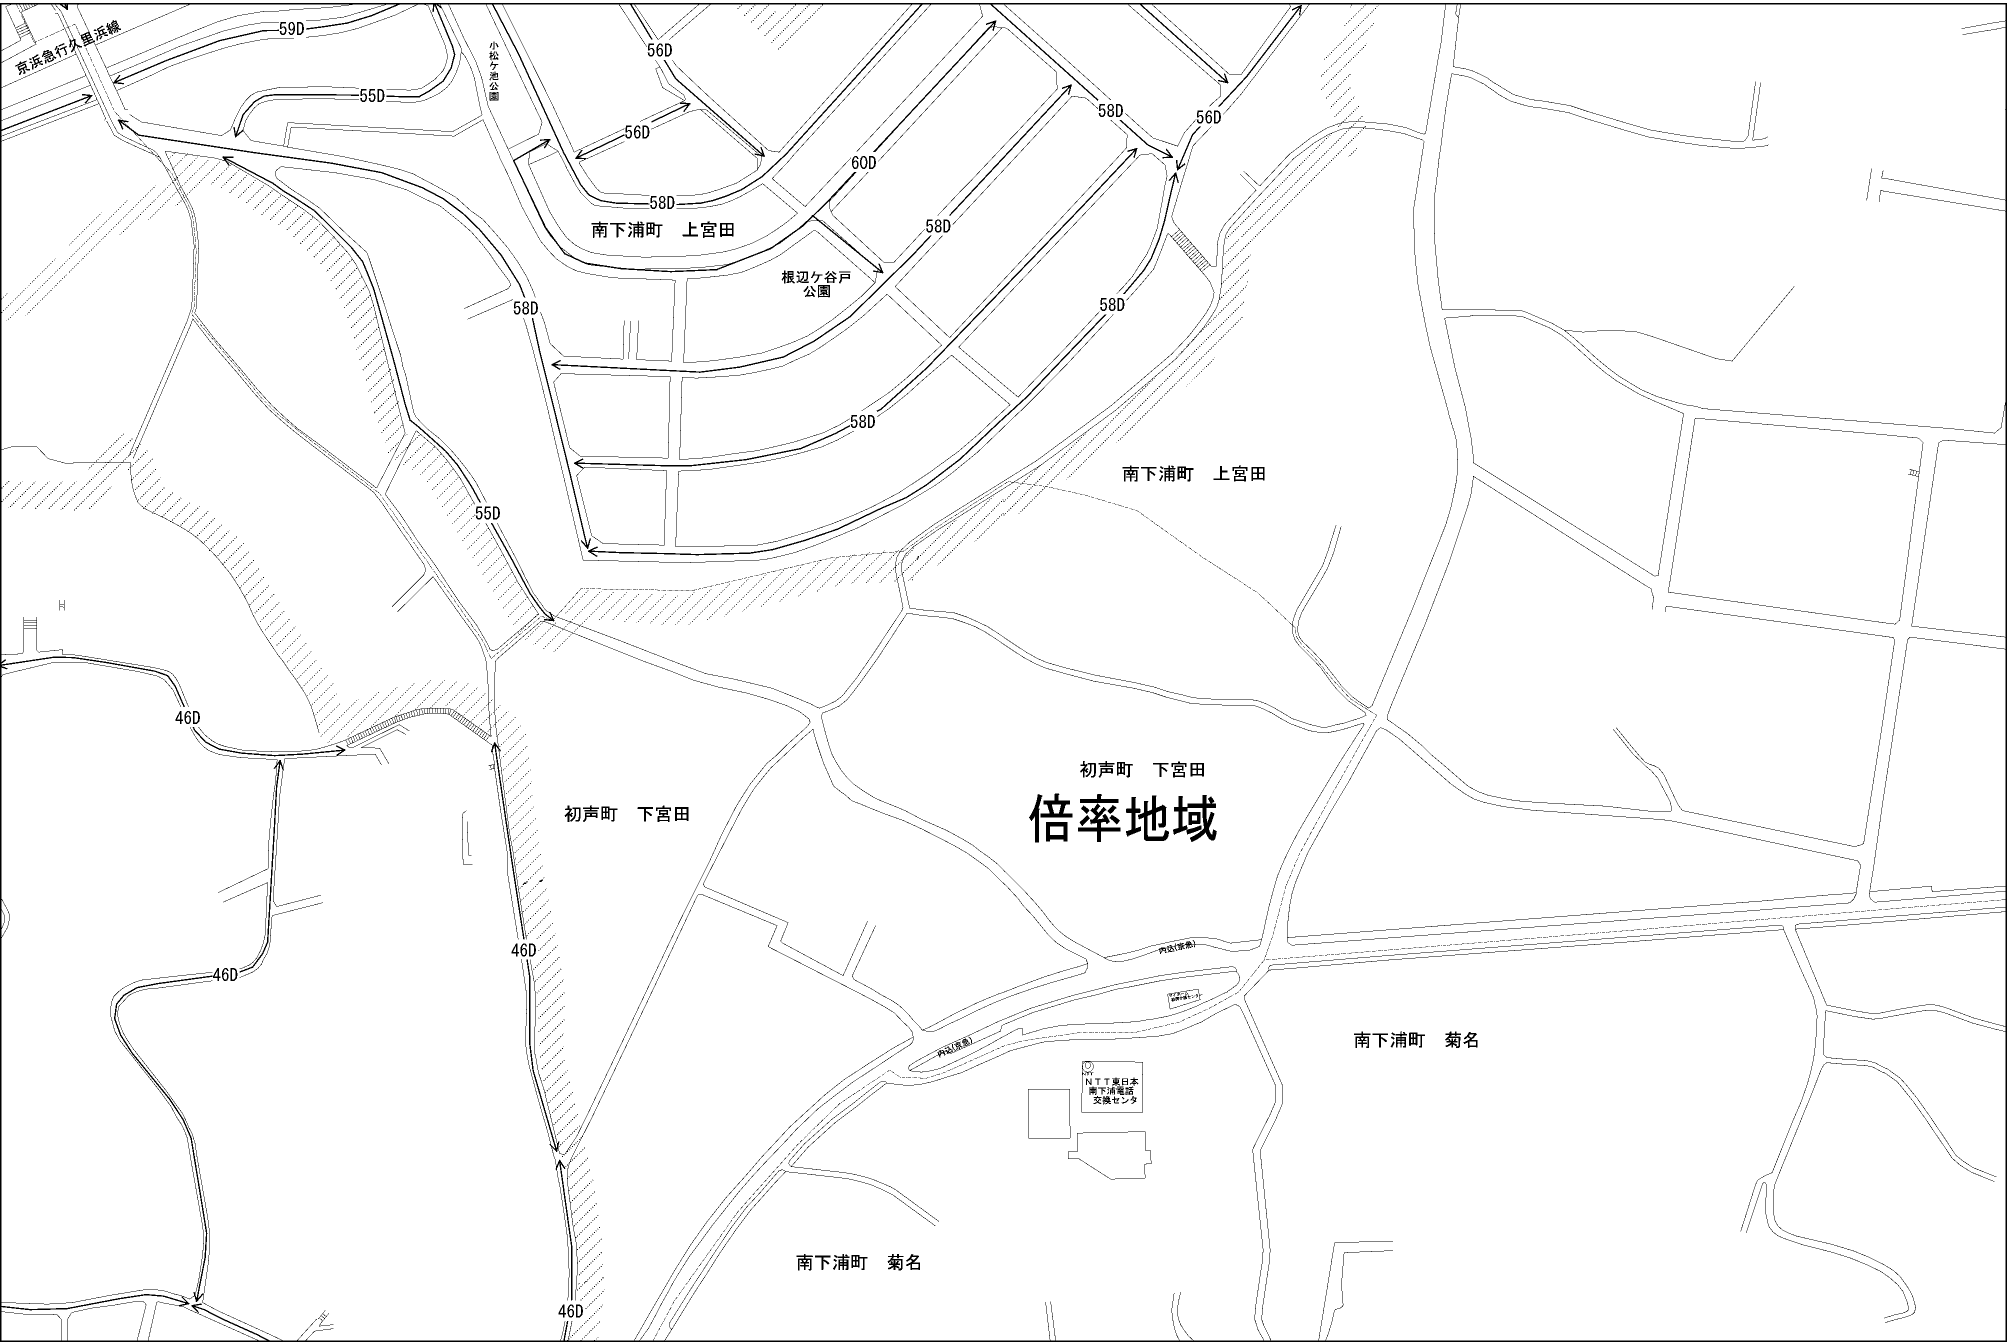 59D
京浜急行久里浜線
小松ケ池公園
56D
55D
58D
56D
56D
60D
58D
南下浦町　上宮田
58D
根辺ケ谷戸
公園
58D
58D
58D
南下浦町　上宮田
55D
46D
初声町　下宮田
倍率地域
初声町　下宮田
46D
内込(京急)
46D
南下浦町　菊名
内込(京急)
ＮＴＴ東日本
南下浦電話
交換センタ
南下浦町　菊名
46D